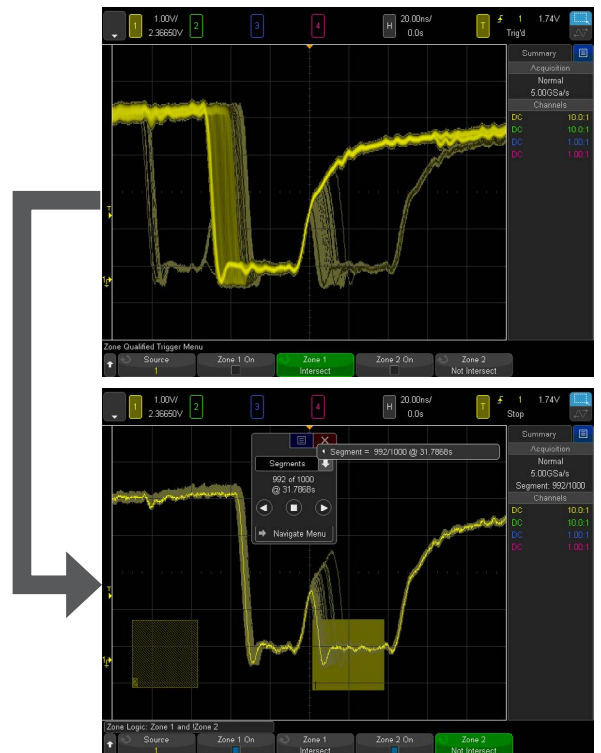 1 1.00V/ 2.36650V 2 3 4 H 20.00ns/ 0.0s T 1 1.74V Trig'd
Summary
Acquisition
Normal
5.00GSa/s
Channels
DC 10.0:1
DC 10.0:1
DC 1.00:1
DC 1.00:1
Zone Qualified Trigger Menu
Source 1 Zone 1 On Zone 1 Intersect Zone 2 On Zone 2 Not Intersect
1 1.00V/ 2.36650V 2 3 4 H 20.00ns/ 0.0s T 1 1.74V Stop
Segment = 992/1000 @ 31.7868s
Segments
992 of 1000
@ 31.7868s
Navigate Menu
Summary
Acquisition
Normal
5.00GSa/s
Segment: 992/1000
Channels
DC 10.0:1
DC 10.0:1
DC 1.00:1
DC 1.00:1
Zone Logic: Zone 1 and !Zone 2
Source 1 Zone 1 On Zone 1 Intersect Zone 2 On Zone 2 Not Intersect